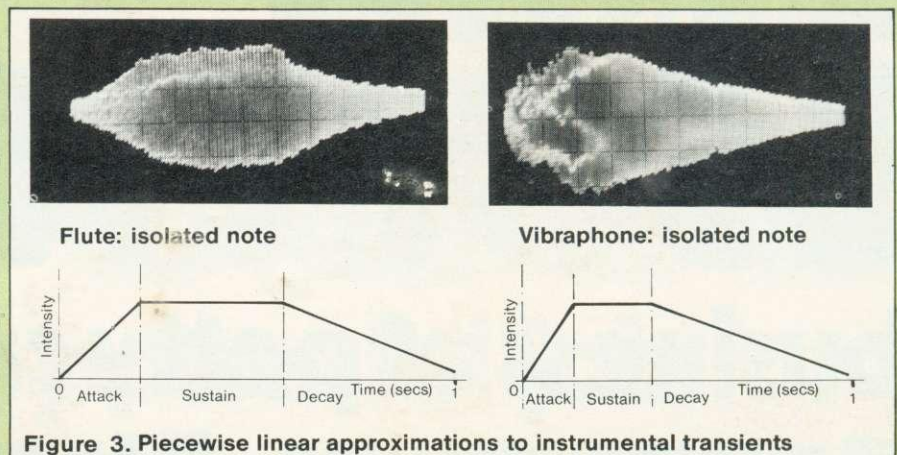 Flute: isolated note
Vibraphone: isolated note
Intensity
0
Attack
Sustain
Decay
Time (secs)
1
Intensity
0
Attack
Sustain
Decay
Time (secs)
1
Figure 3. Piecewise linear approximations to instrumental transients